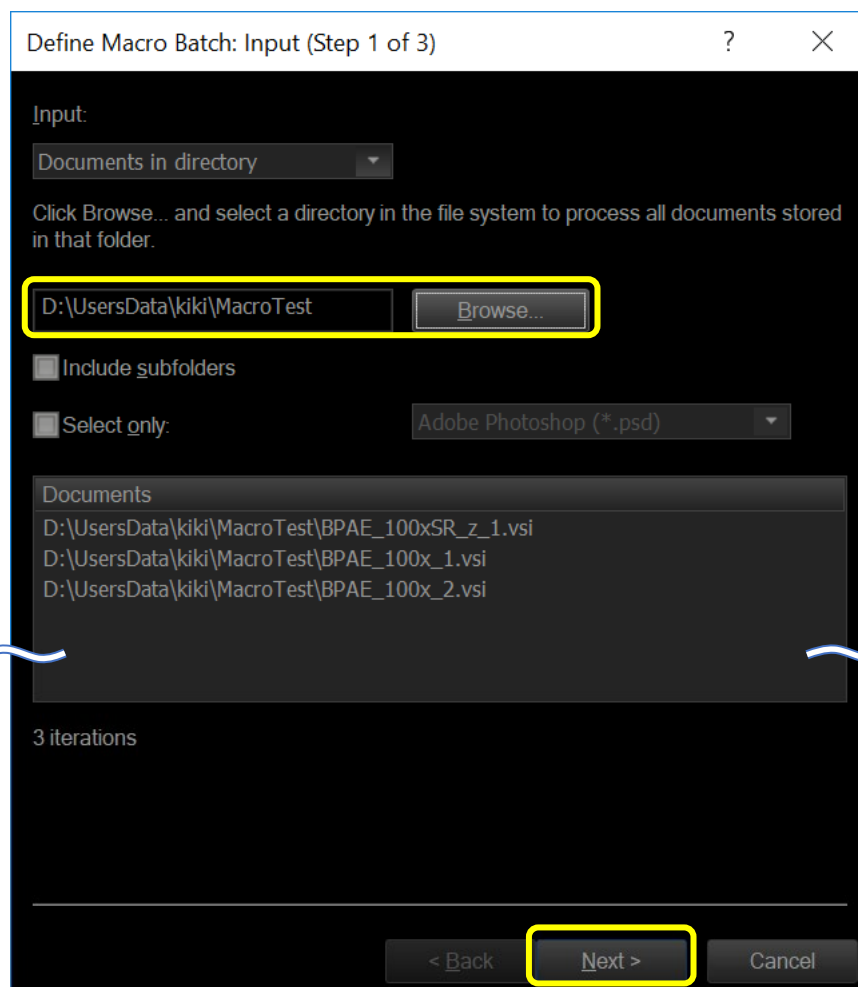 Define Macro Batch: Input (Step 1 of 3) ?
Input:
Documents in directory
Click Browse... and select a directory in the file system to process all documents stored
in that folder.
D:\UsersData\kiki\MacroTest Browse...
Include subfolders
Select only: Adobe Photoshop (*.psd)
Documents
D:\UsersData\kiki\MacroTest\BPAE_100xSR_z_1.vsi
D:\UsersData\kiki\MacroTest\BPAE_100x_1.vsi
D:\UsersData\kiki\MacroTest\BPAE_100x_2.vsi
3 iterations
< Back Next > Cancel